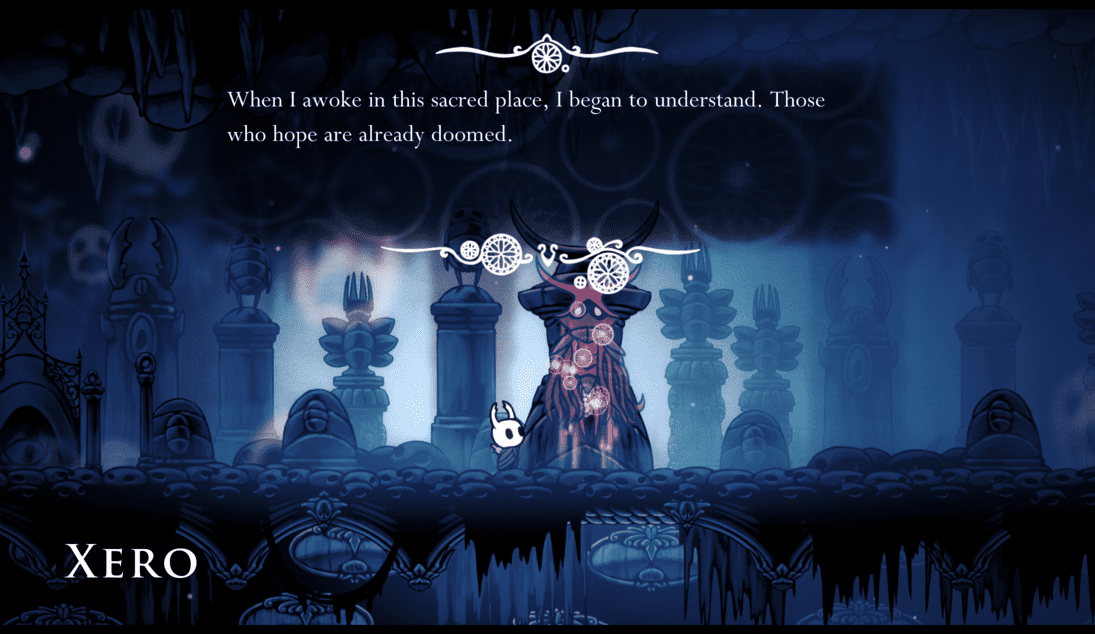 When I awoke in this sacred place, I began to understand. Those
who hope are already doomed.
XERO